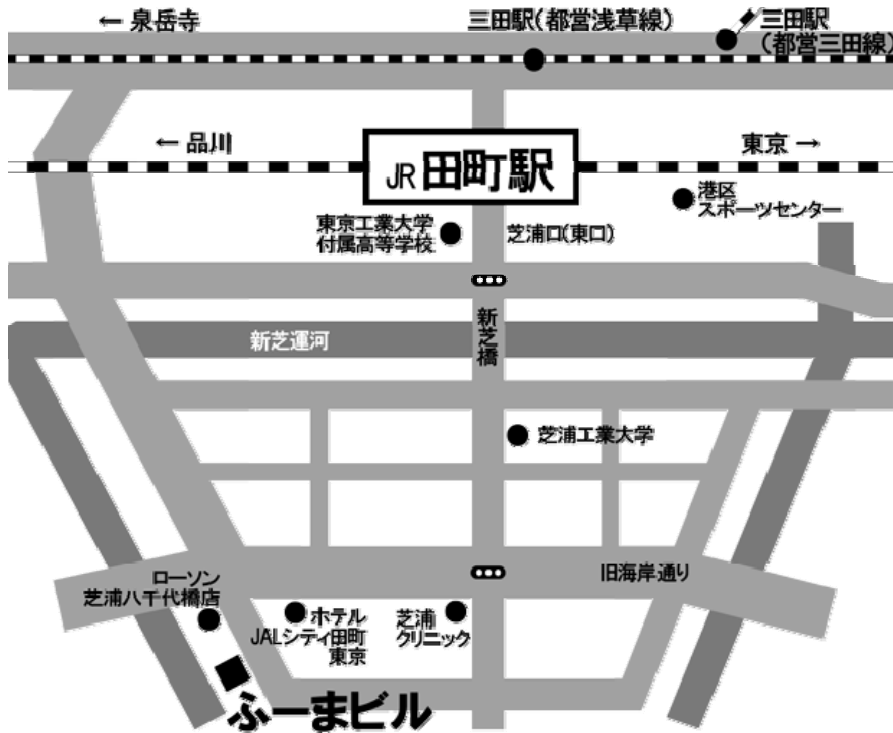 ← 泉岳寺
三田駅(都営浅草線)
三田駅
(都営三田線)
← 品川
JR 田町駅
東京 →
港区
スポーツセンター
東京工業大学
付属高等学校
芝浦口(東口)
新芝橋
新芝運河
芝浦工業大学
旧海岸通り
ローソン
芝浦八千代橋店
ホテル
JALシティ田町
東京
芝浦
クリニック
ふーまビル